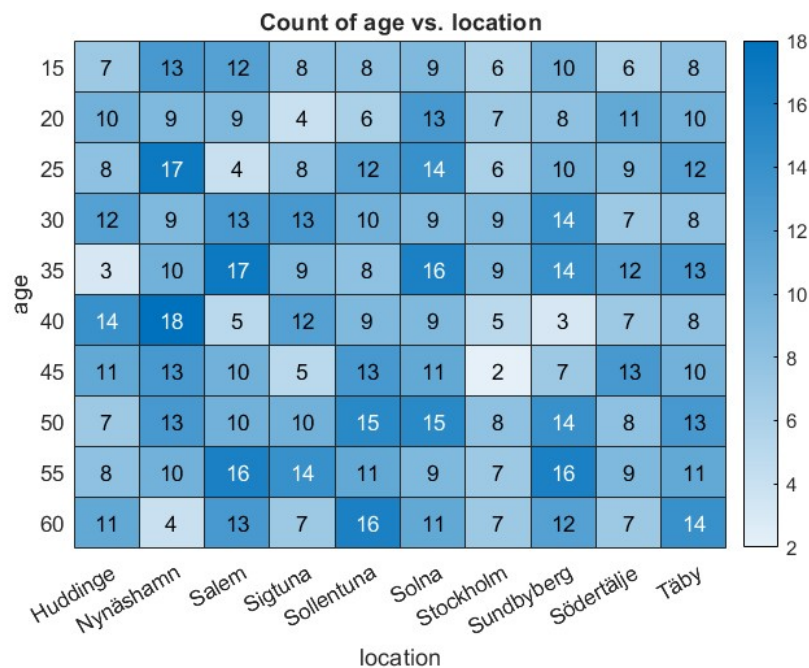 Count of age vs. location
15 7 13 12 8 8 9 6 10 6 8
20 10 9 9 4 6 13 7 8 11 10
25 8 17 4 8 12 14 6 10 9 12
30 12 9 13 13 10 9 9 14 7 8
35 3 10 17 9 8 16 9 14 12 13
40 14 18 5 12 9 9 5 3 7 8
45 11 13 10 5 13 11 2 7 13 10
50 7 13 10 10 15 15 8 14 8 13
55 8 10 16 14 11 9 7 16 9 11
60 11 4 13 7 16 11 7 12 7 14
age
Huddinge Nynäshamn Salem Sigtuna Sollentuna Solna Stockholm Sundbyberg Södertälje Täby
location
18
16
14
12
10
8
6
4
2